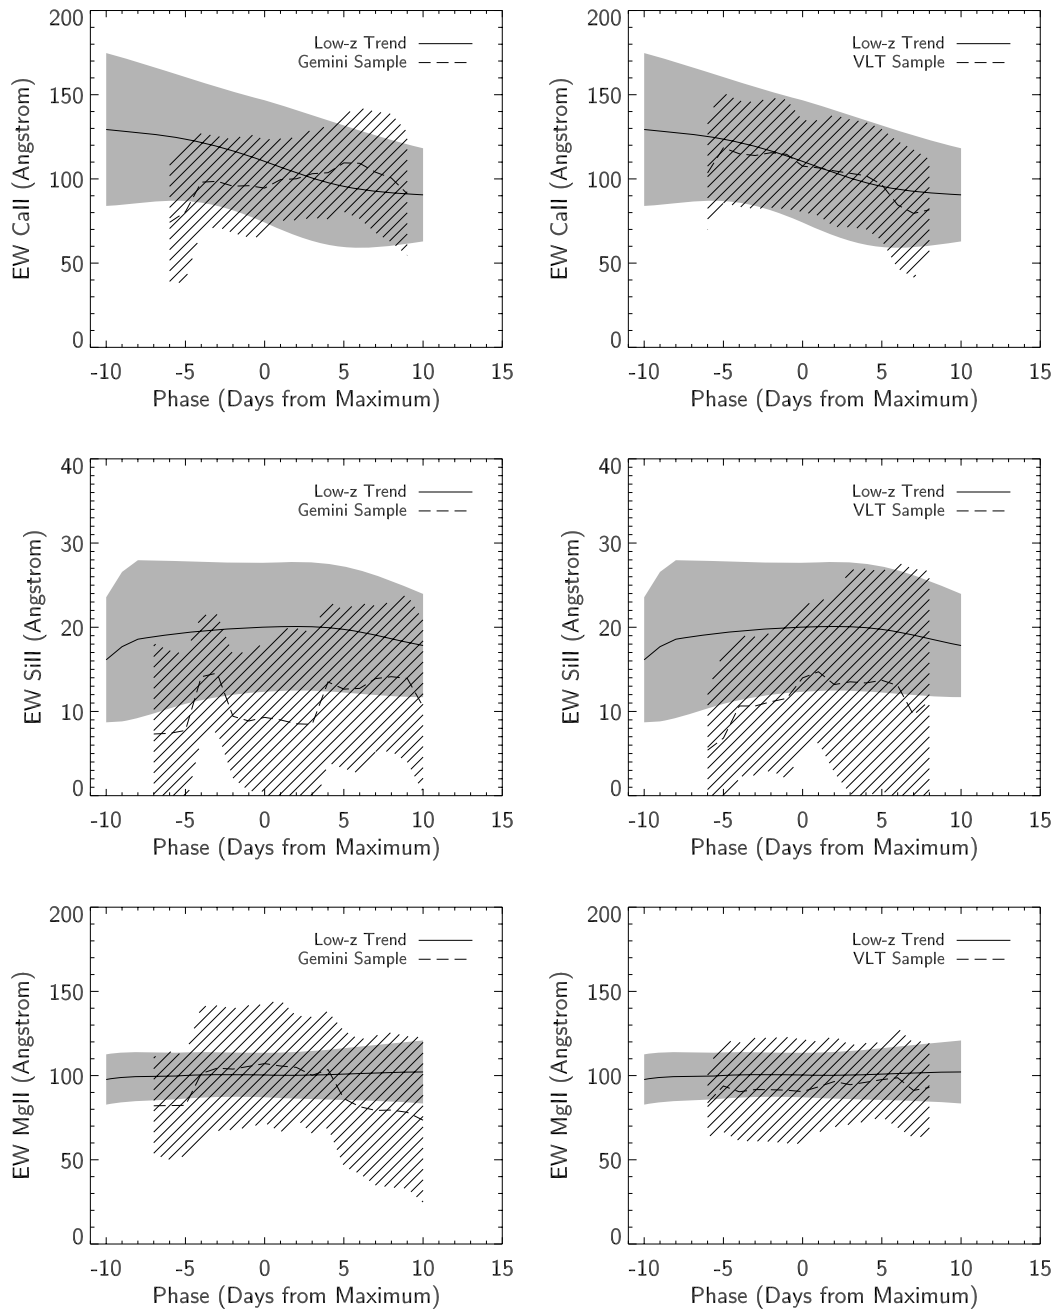 200
150
100
50
0
EW CaII (Angstrom)
Low-z Trend
Gemini Sample
-10 -5 0 5 10 15
Phase (Days from Maximum)
200
150
100
50
0
EW CaII (Angstrom)
Low-z Trend
VLT Sample
-10 -5 0 5 10 15
Phase (Days from Maximum)
40
30
20
10
0
EW SiII (Angstrom)
Low-z Trend
Gemini Sample
-10 -5 0 5 10 15
Phase (Days from Maximum)
40
30
20
10
0
EW SiII (Angstrom)
Low-z Trend
VLT Sample
-10 -5 0 5 10 15
Phase (Days from Maximum)
200
150
100
50
0
EW MgII (Angstrom)
Low-z Trend
Gemini Sample
-10 -5 0 5 10 15
Phase (Days from Maximum)
200
150
100
50
0
EW MgII (Angstrom)
Low-z Trend
VLT Sample
-10 -5 0 5 10 15
Phase (Days from Maximum)